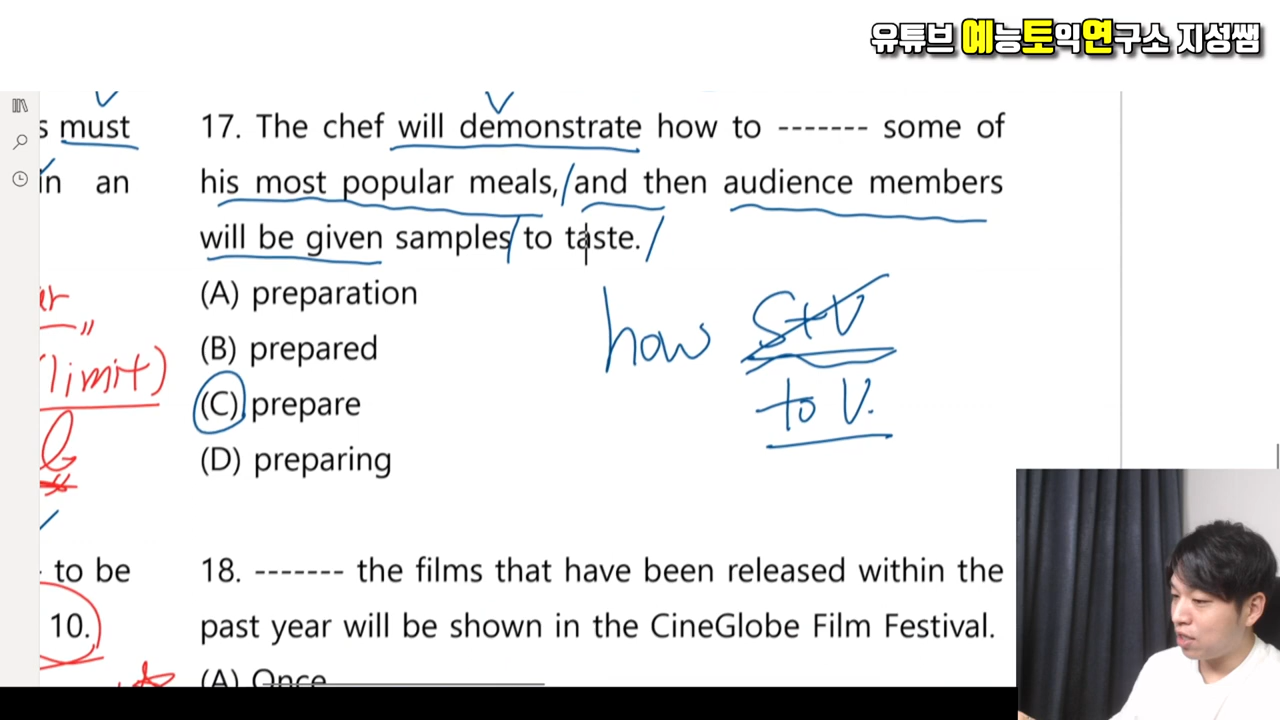 유튜브 예능토익연구소 지성쌤
s must
in an
(limit)
to be
10.
17. The chef will demonstrate how to ------- some of
his most popular meals, and then audience members
will be given samples to taste.
(A) preparation
(B) prepared
(C) prepare
(D) preparing
how S+V
to V.
18. ------- the films that have been released within the
past year will be shown in the CineGlobe Film Festival.
(A) Once